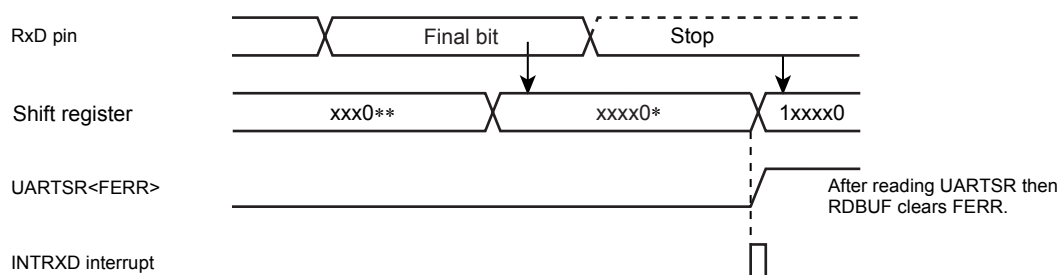 RxD pin
Final bit
Stop
Shift register
xxx0**
xxxx0*
1xxxx0
UARTSR<FERR>
After reading UARTSR then
RDBUF clears FERR.
INTRXD interrupt